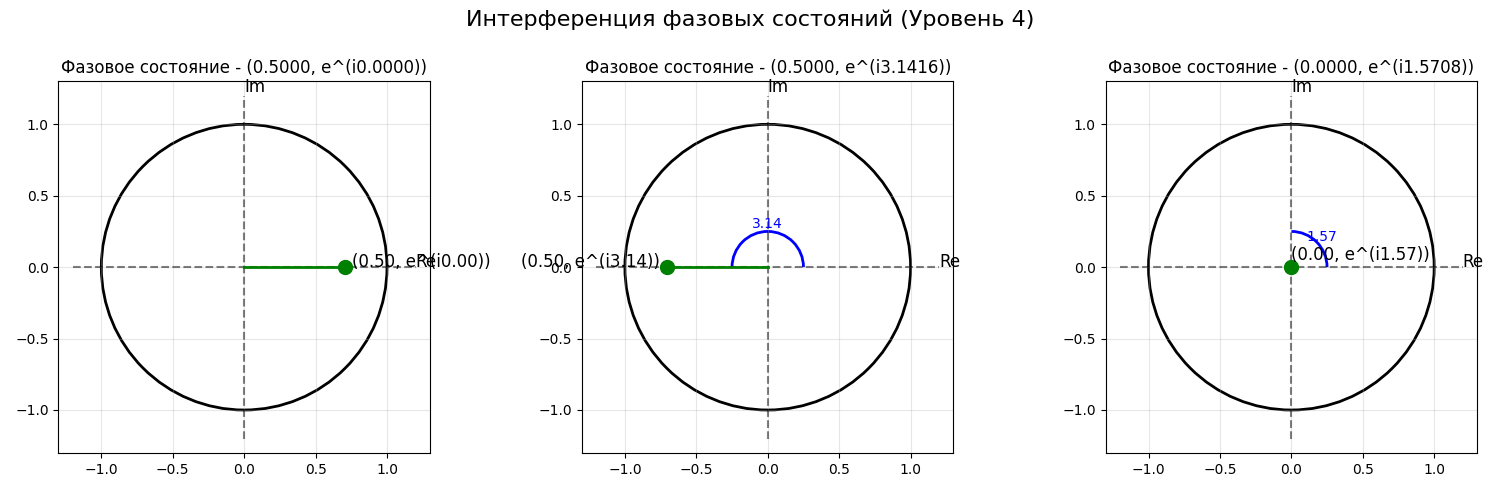 Интерференция фазовых состояний (Уровень 4)
Фазовое состояние - (0.5000, e^(i0.0000))
Im
1.0
0.5
0.0
−0.5
−1.0
(0.50, e^(i0.00))
Re
−1.0 −0.5 0.0 0.5 1.0
Фазовое состояние - (0.5000, e^(i3.1416))
Im
1.0
0.5
0.0
−0.5
−1.0
3.14
(0.50, e^(i3.14))
Re
−1.0 −0.5 0.0 0.5 1.0
Фазовое состояние - (0.0000, e^(i1.5708))
Im
1.0
0.5
0.0
−0.5
−1.0
1.57
(0.00, e^(i1.57))
Re
−1.0 −0.5 0.0 0.5 1.0